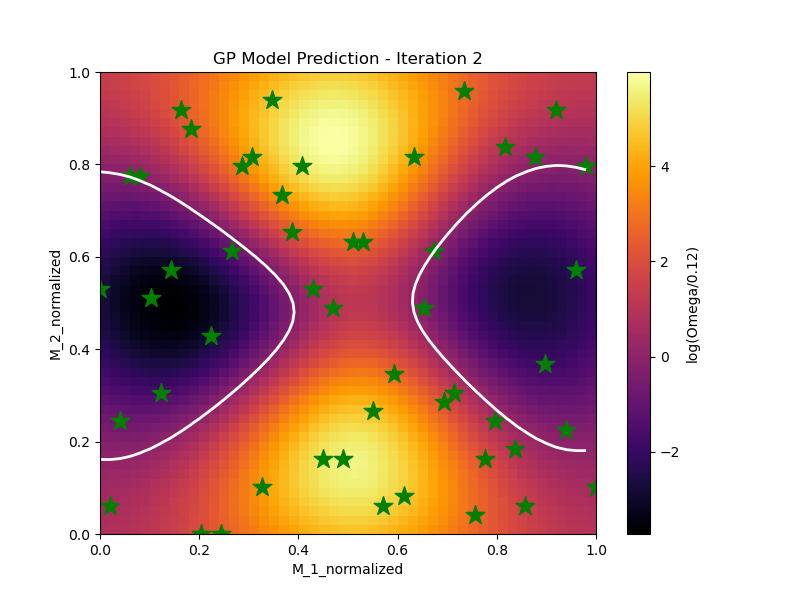 GP Model Prediction - Iteration 2
1.0
0.8
0.6
0.4
0.2
0.0
M_2_normalized
0.0 0.2 0.4 0.6 0.8 1.0
M_1_normalized
4
2
0
−2
log(Omega/0.12)